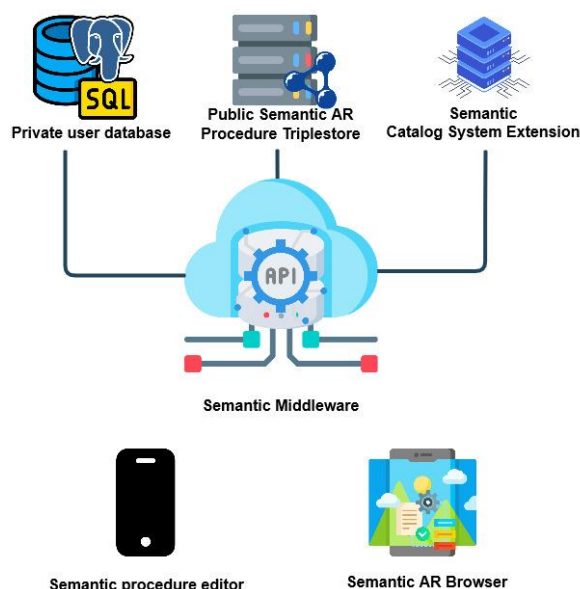 SQL
Private user database
Public Semantic AR
Procedure Triplestore
Semantic
Catalog System Extension
API
Semantic Middleware
Semantic procedure editor
Semantic AR Browser